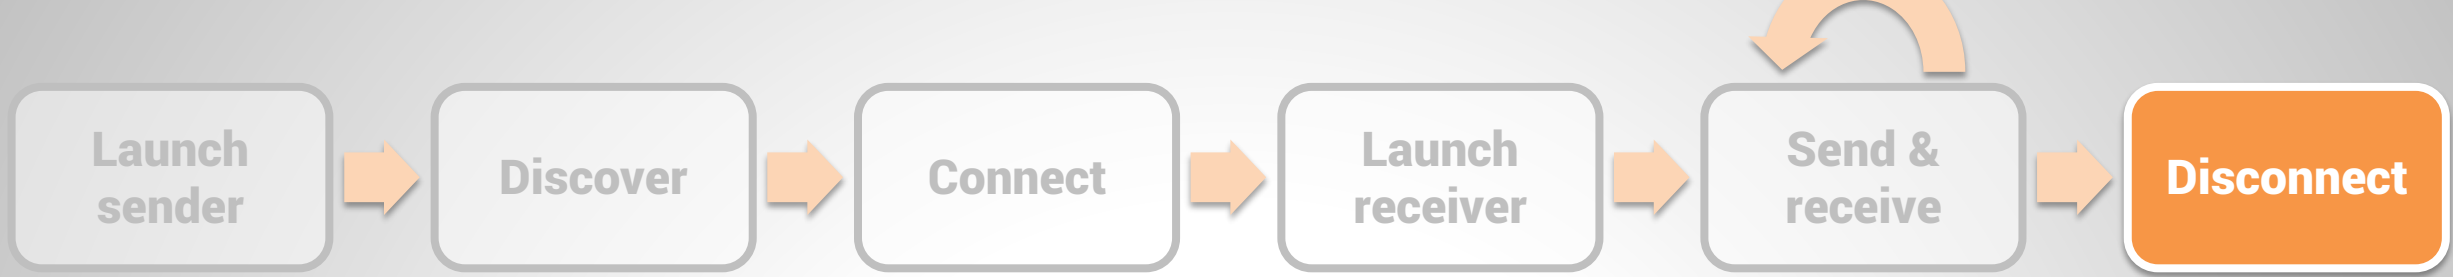 Launch
sender
Discover
Connect
Launch
receiver
Send &
receive
Disconnect